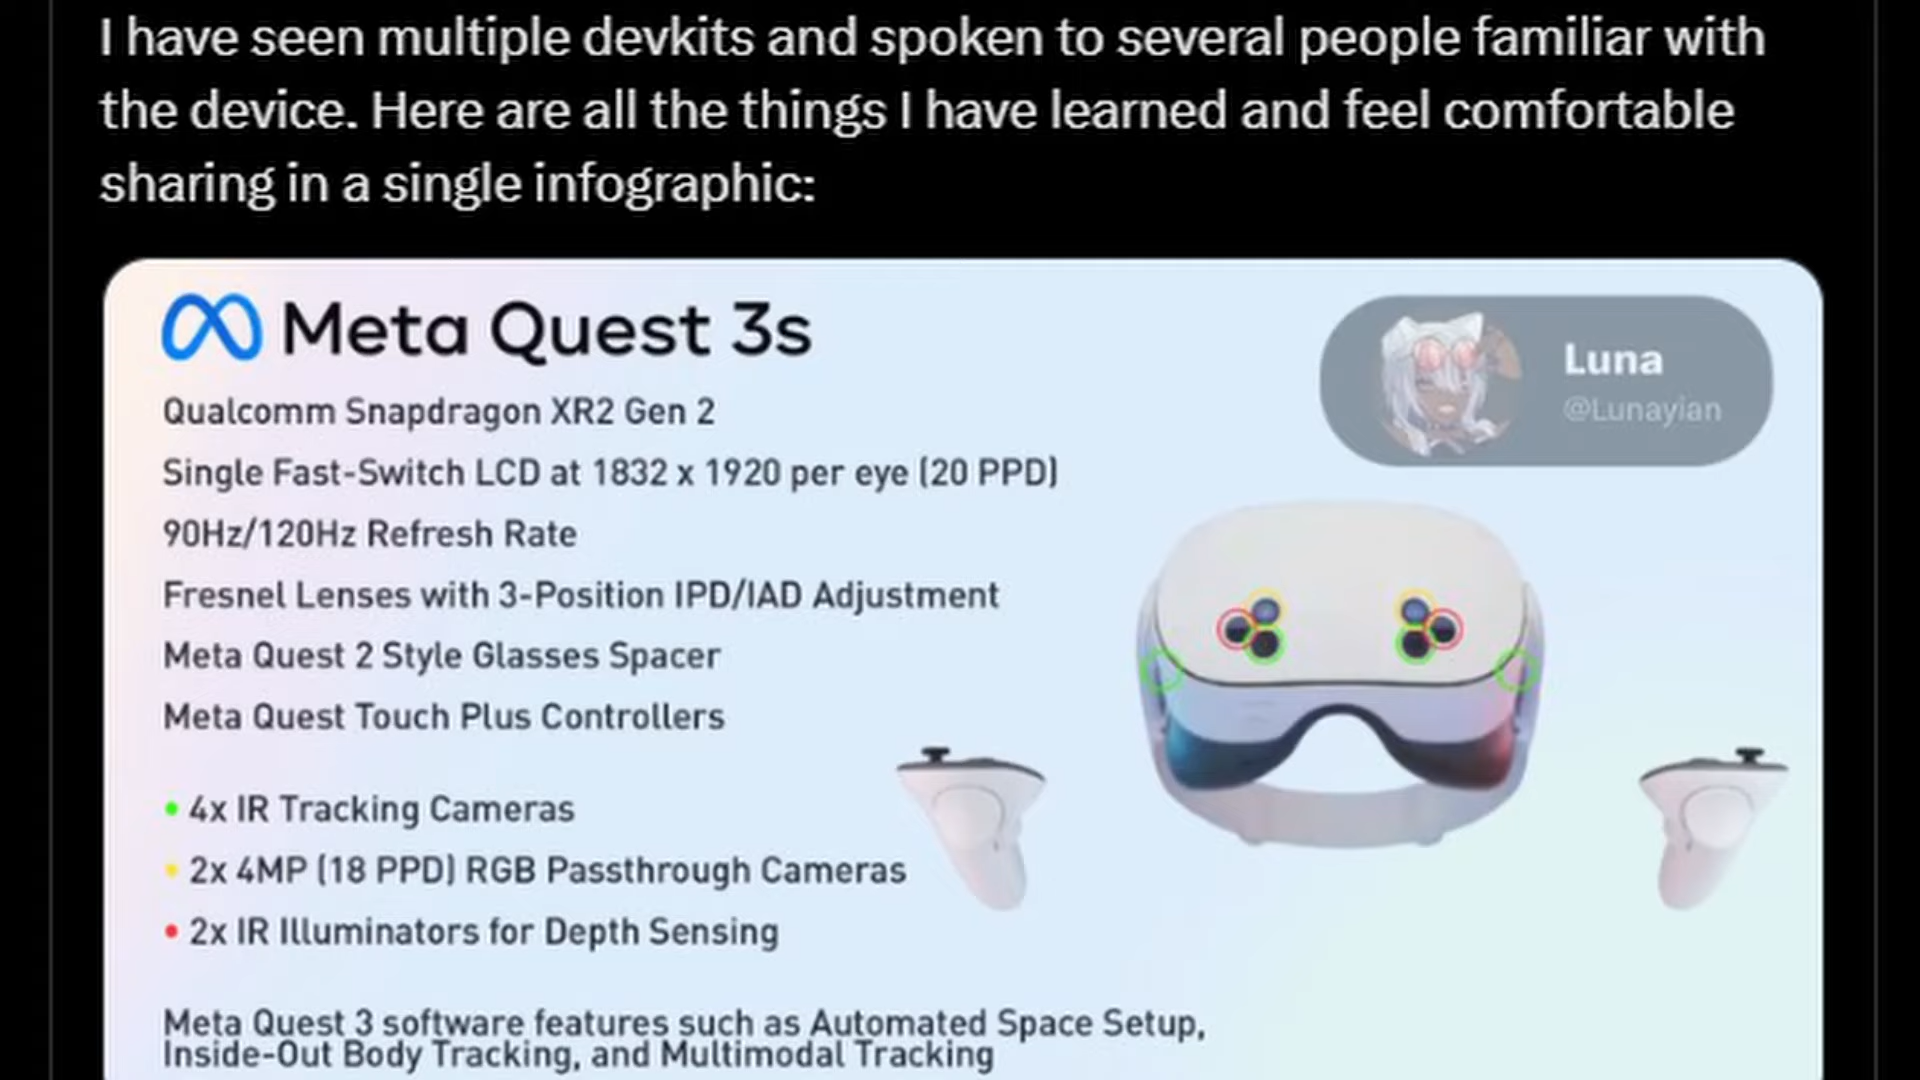 I have seen multiple devkits and spoken to several people familiar with
the device. Here are all the things I have learned and feel comfortable
sharing in a single infographic:
Meta Quest 3s
Luna
@Lunayian
Qualcomm Snapdragon XR2 Gen 2
Single Fast-Switch LCD at 1832 x 1920 per eye (20 PPD)
90Hz/120Hz Refresh Rate
Fresnel Lenses with 3-Position IPD/IAD Adjustment
Meta Quest 2 Style Glasses Spacer
Meta Quest Touch Plus Controllers
• 4x IR Tracking Cameras
• 2x 4MP (18 PPD) RGB Passthrough Cameras
• 2x IR Illuminators for Depth Sensing
Meta Quest 3 software features such as Automated Space Setup,
Inside-Out Body Tracking, and Multimodal Tracking